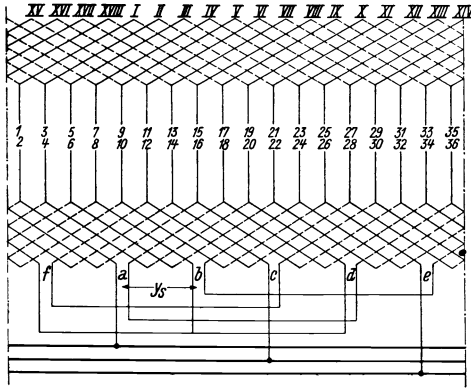 XV XVI XVII XVIII I II III IV V VI VII VIII IX X XI XII XIII XIV
1 3 5 7 9 11 13 15 17 19 21 23 25 27 29 31 33 35
2 4 6 8 10 12 14 16 18 20 22 24 26 28 30 32 34 36
f a b c d e
ys